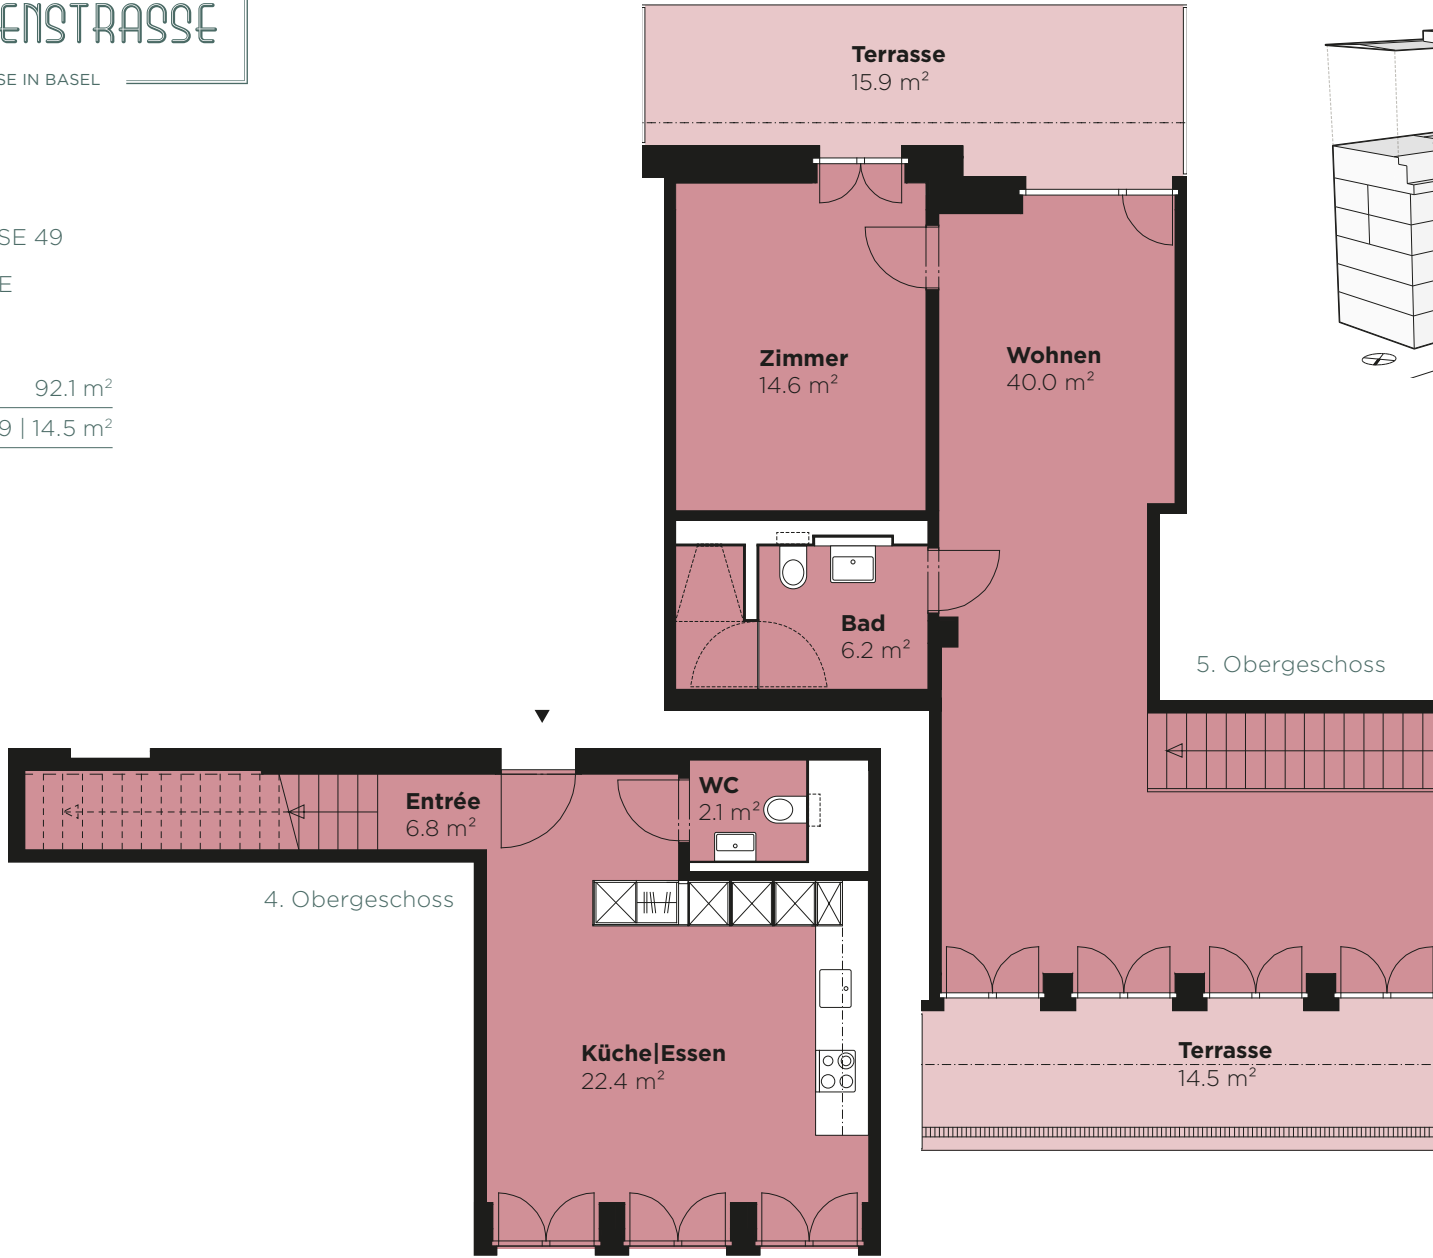 ENSTRASSE
SE IN BASEL
SE 49
E
92.1 m²
9 | 14.5 m²
Terrasse
15.9 m²
Zimmer
14.6 m²
Wohnen
40.0 m²
Bad
6.2 m²
5. Obergeschoss
Entrée
6.8 m²
WC
2.1 m²
4. Obergeschoss
Küche|Essen
22.4 m²
Terrasse
14.5 m²